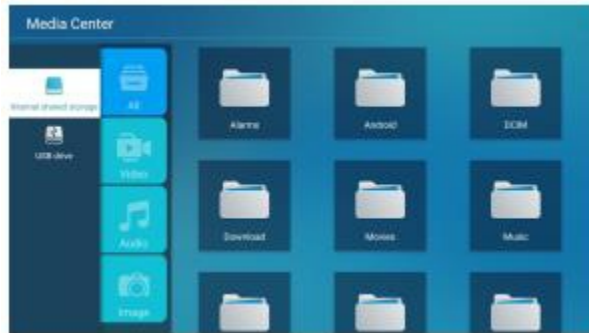 Media Center
Internal shared storage
USB drive
All
Video
Audio
Image
Alarms
Android
DCIM
Download
Movies
Music